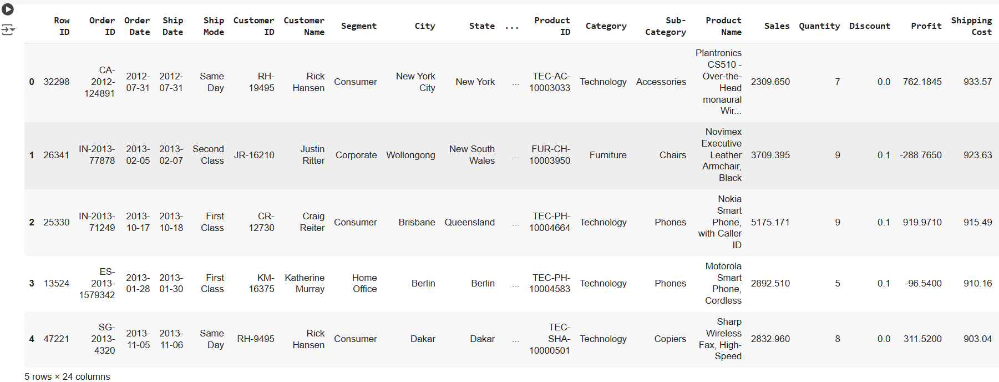 Row ID Order ID Order Date Ship Date Ship Mode Customer ID Customer Name Segment City State ... Product ID Category Sub-Category Product Name Sales Quantity Discount Profit Shipping Cost
0 32298 CA-2012-124891 2012-07-31 2012-07-31 Same Day RH-19495 Rick Hansen Consumer New York City New York ... TEC-AC-10003033 Technology Accessories Plantronics CS510 - Over-the-Head monaural Wir... 2309.650 7 0.0 762.1845 933.57
1 26341 IN-2013-77878 2013-02-05 2013-02-07 Second Class JR-16210 Justin Ritter Corporate Wollongong New South Wales ... FUR-CH-10003950 Furniture Chairs Novimex Executive Leather Armchair, Black 3709.395 9 0.1 -288.7650 923.63
2 25330 IN-2013-71249 2013-10-17 2013-10-18 First Class CR-12730 Craig Reiter Consumer Brisbane Queensland ... TEC-PH-10004664 Technology Phones Nokia Smart Phone, with Caller ID 5175.171 9 0.1 919.9710 915.49
3 13524 ES-2013-1579342 2013-01-28 2013-01-30 First Class KM-16375 Katherine Murray Home Office Berlin Berlin ... TEC-PH-10004583 Technology Phones Motorola Smart Phone, Cordless 2892.510 5 0.1 -96.5400 910.16
4 47221 SG-2013-4320 2013-11-05 2013-11-06 Same Day RH-9495 Rick Hansen Consumer Dakar Dakar ... TEC-SHA-10000501 Technology Copiers Sharp Wireless Fax, High-Speed 2832.960 8 0.0 311.5200 903.04
5 rows × 24 columns